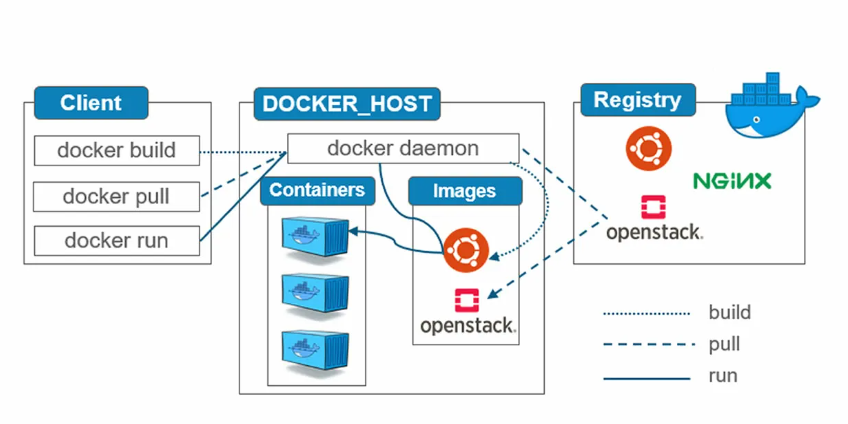 Client
docker build
docker pull
docker run
DOCKER_HOST
docker daemon
Containers
Images
openstack.
Registry
NGINX
openstack.
build
pull
run